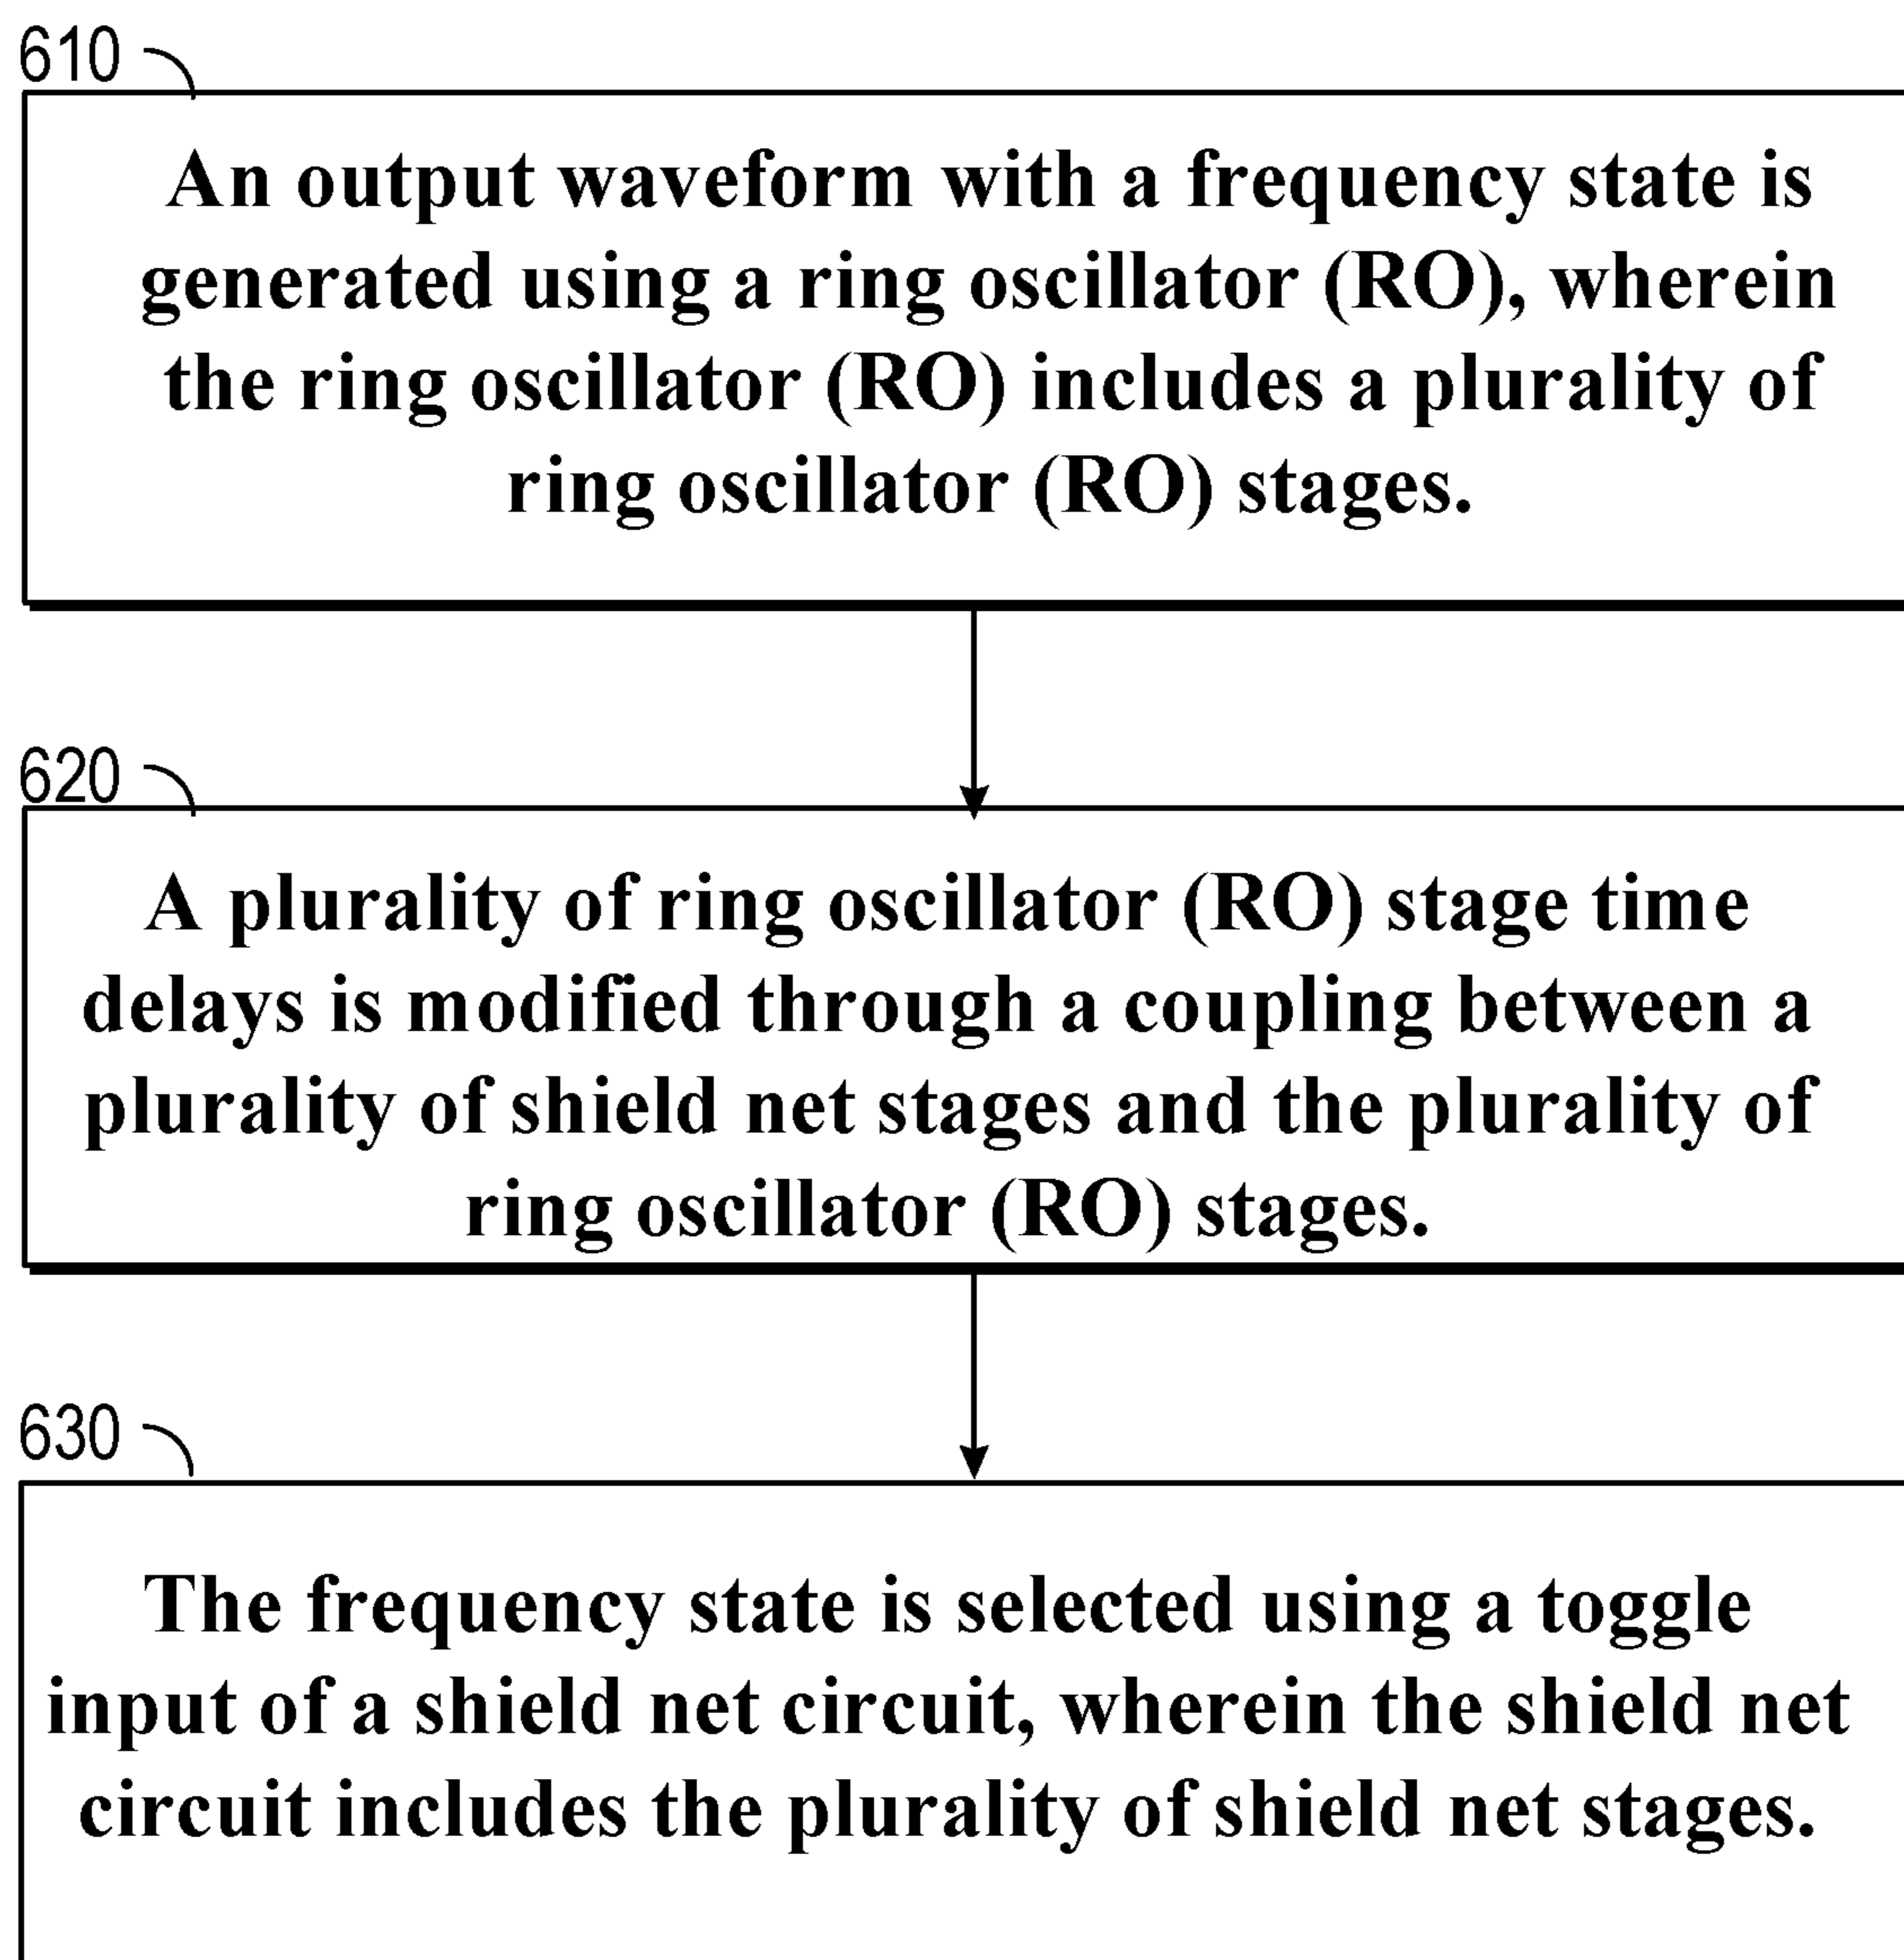 610
An output waveform with a frequency state is
generated using a ring oscillator (RO), wherein
the ring oscillator (RO) includes a plurality of
ring oscillator (RO) stages.
620
A plurality of ring oscillator (RO) stage time
delays is modified through a coupling between a
plurality of shield net stages and the plurality of
ring oscillator (RO) stages.
630
The frequency state is selected using a toggle
input of a shield net circuit, wherein the shield net
circuit includes the plurality of shield net stages.